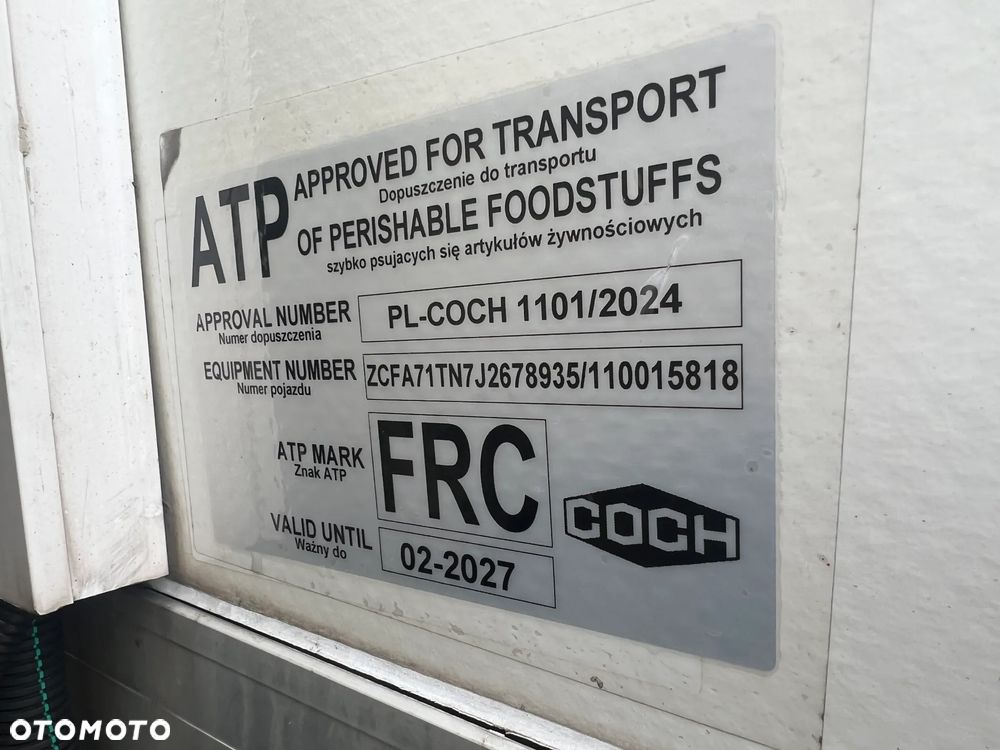 ATP APPROVED FOR TRANSPORT
Dopuszczenie do transportu
OF PERISHABLE FOODSTUFFS
szybko psujacych się artykułów żywnościowych
APPROVAL NUMBER PL-COCH 1101/2024
Numer dopuszczenia
EQUIPMENT NUMBER ZCFA71TN7J2678935/110015818
Numer pojazdu
ATP MARK FRC
Znak ATP
COCH
VALID UNTIL 02-2027
Ważny do
OTOMOTO